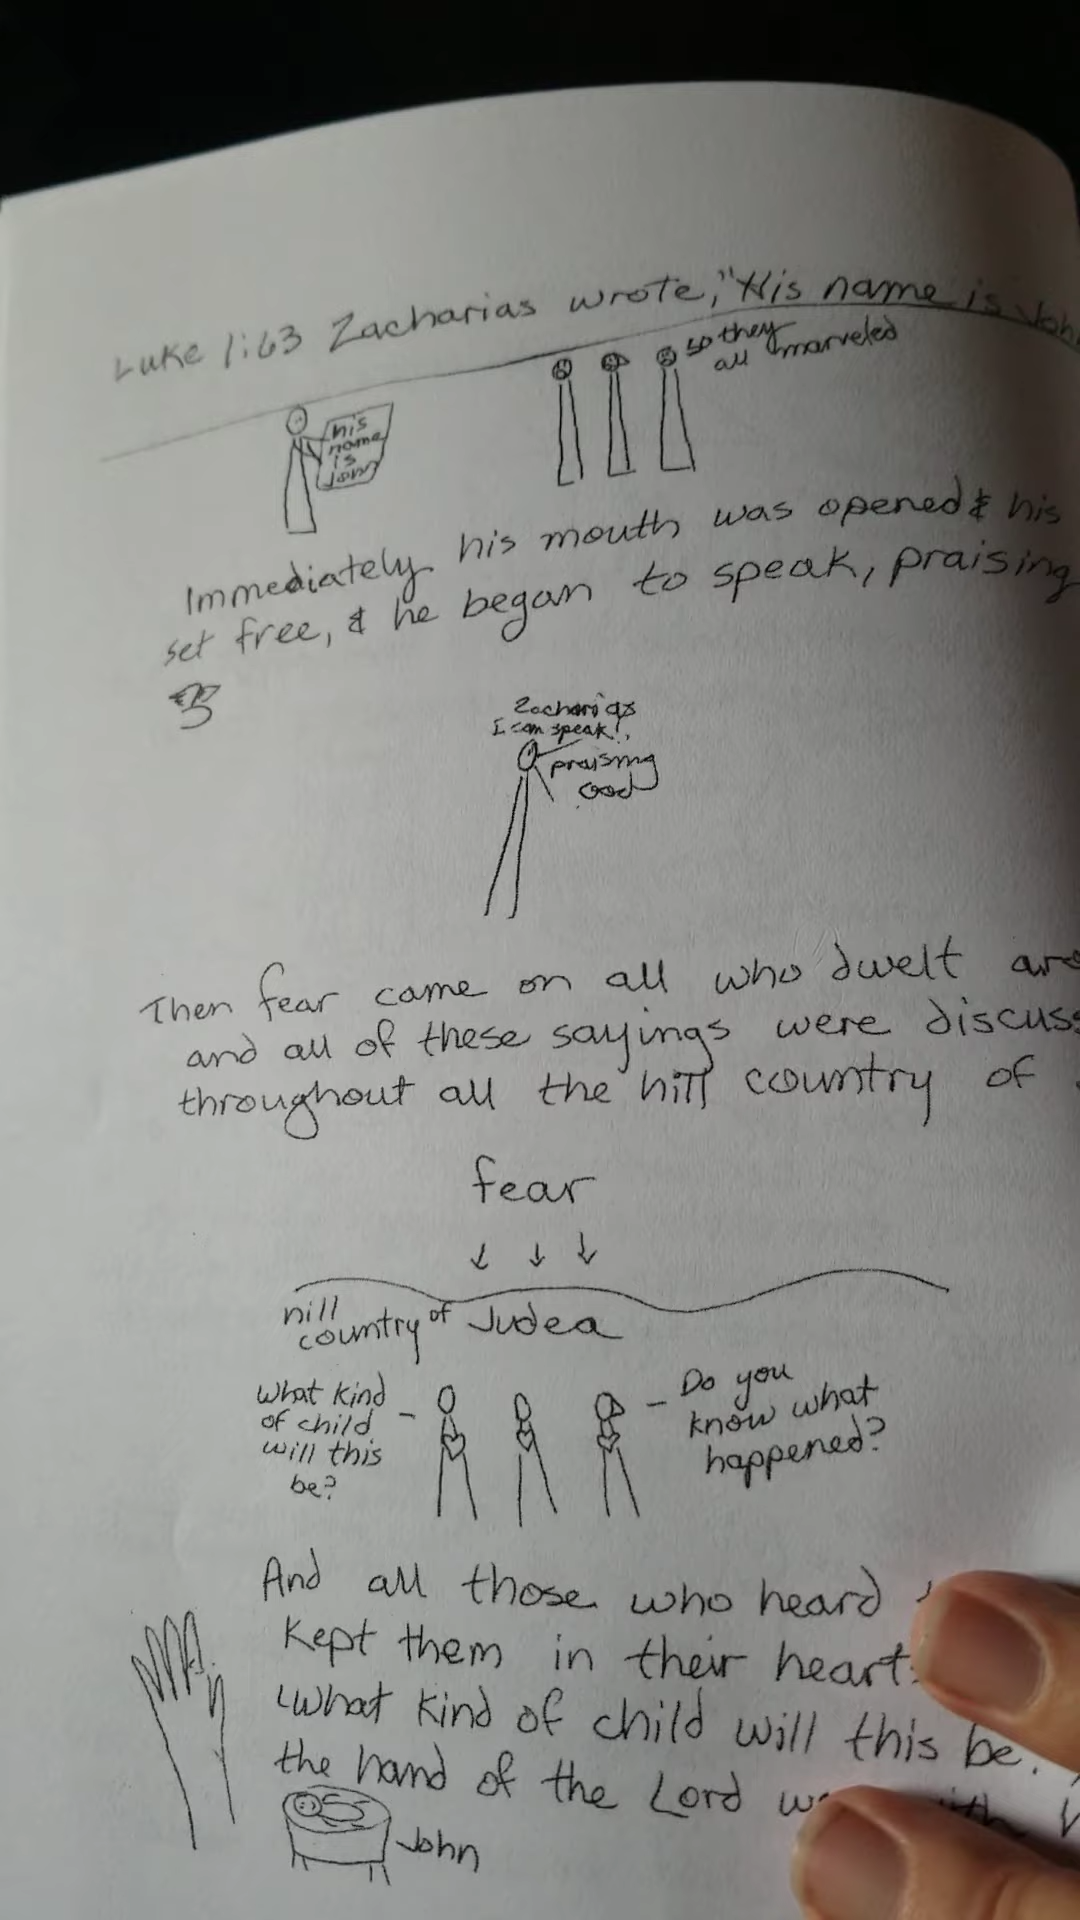 Luke 1:63 Zacharias wrote, "His name is
so they
all marveled
his
name
is
John
Immediately his mouth was opened & his
set free, & he began to speak, praising
Zacharias
I can speak!
praising
God
Then fear came on all who dwelt
and all of these sayings were
throughout all the hill country of
fear
hill
country of Judea
What kind
of child
will this
be?
Do you
know what
happened?
And all those who heard
kept them in their
what kind of child will this be.
the hand of the Lord
John